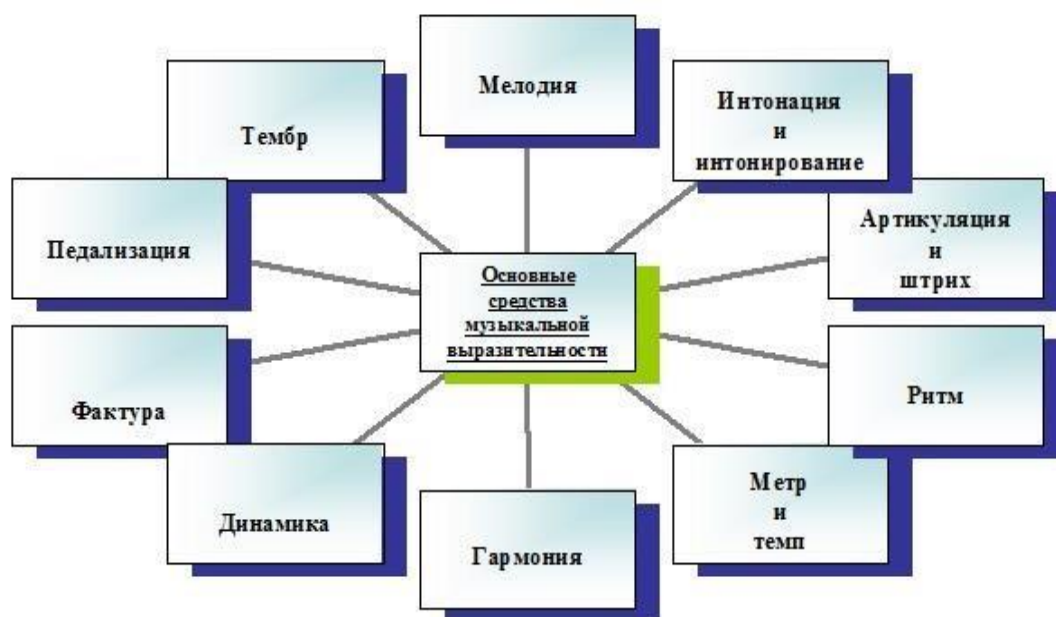 Мелодия
Интонация
и
интонирование
Артикуляция
и
штрих
Ритм
Метр
и
темп
Гармония
Динамика
Фактура
Педализация
Тембр
Основные
средства
музыкальной
выразительности